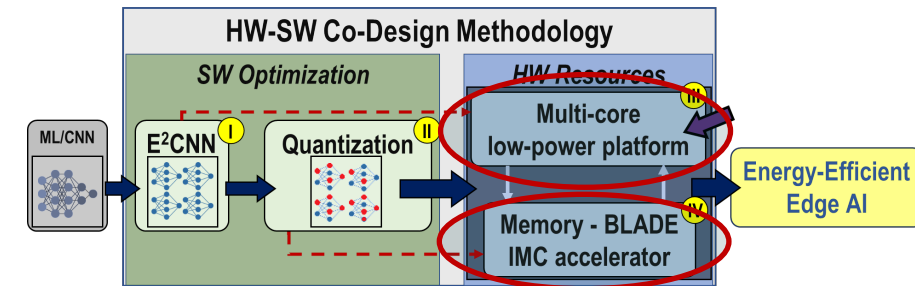 HW-SW Co-Design Methodology
SW Optimization
HW Resources
ML/CNN
E²CNN
I
Quantization
II
Multi-core
low-power platform
III
Memory - BLADE
IMC accelerator
IV
Energy-Efficient
Edge AI